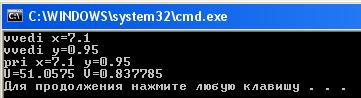 C:\WINDOWS\system32\cmd.exe
vvedi x=7.1
vvedi y=0.95
pri x=7.1 y=0.95
U=51.0575 U=0.837785
Для продолжения нажмите любую клавишу . . .